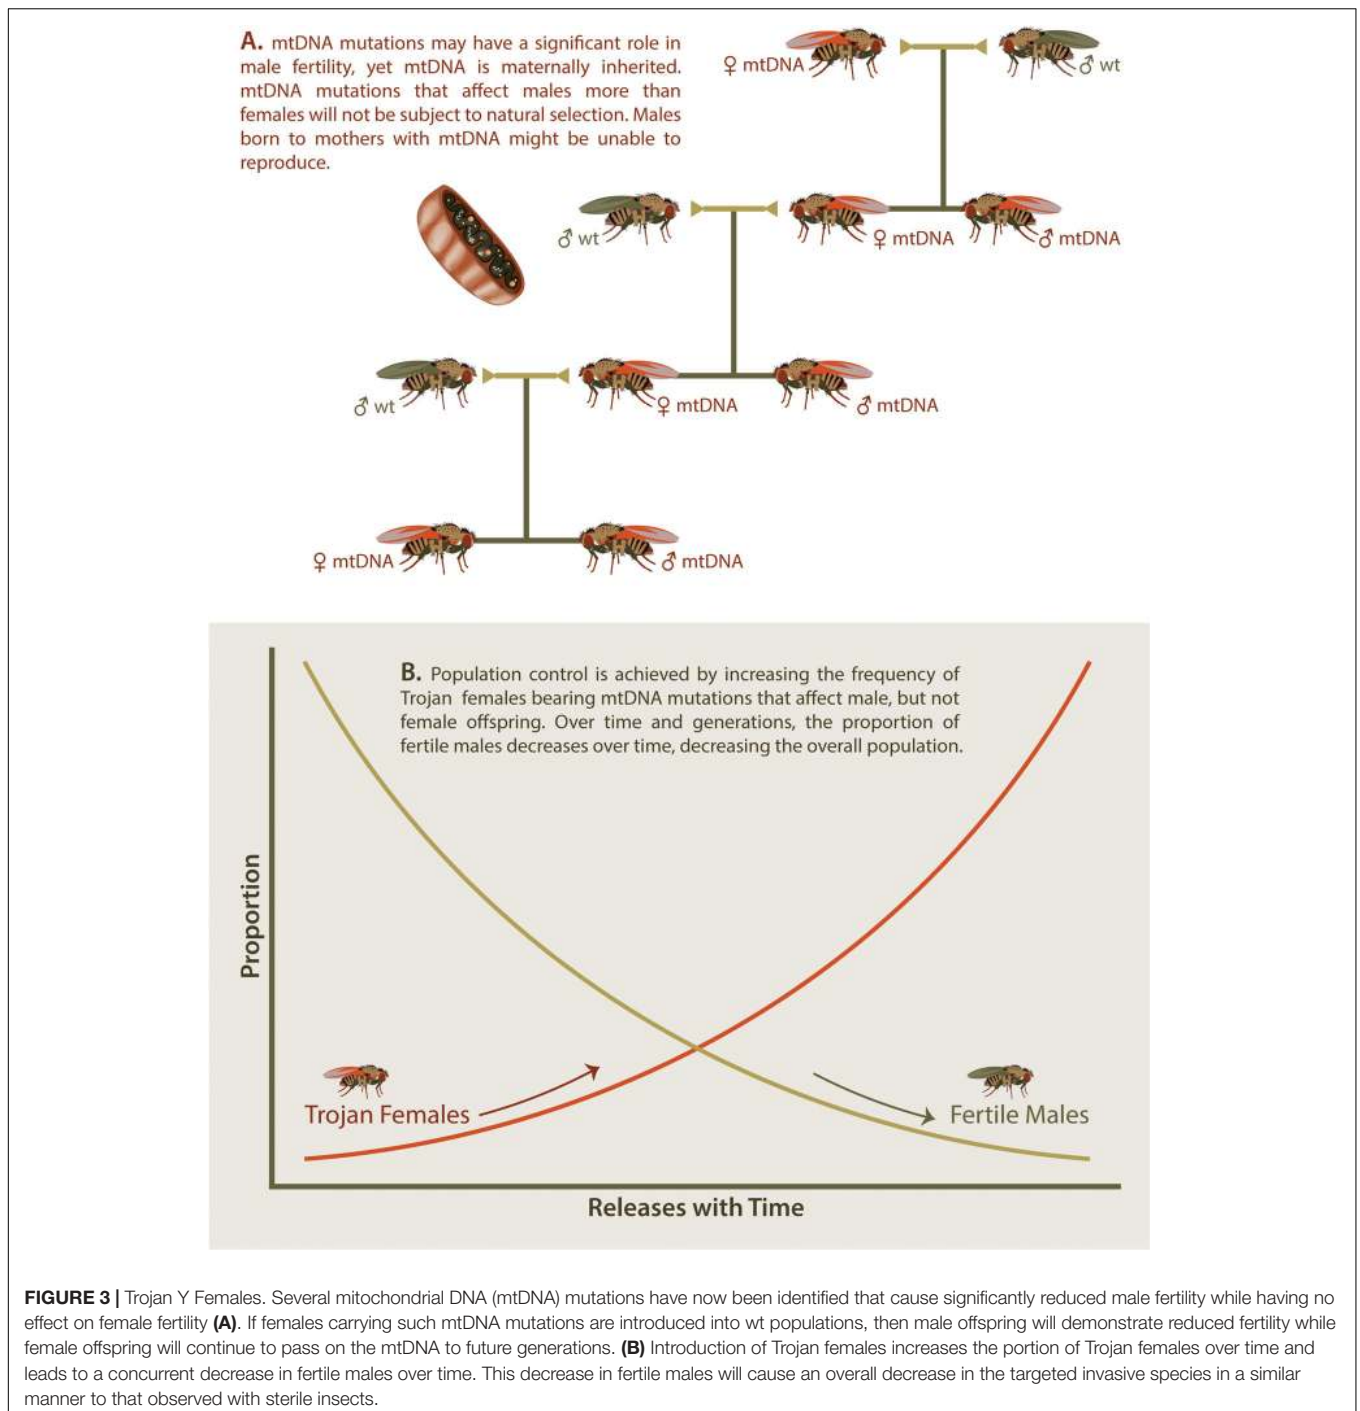 A. mtDNA mutations may have a significant role in
male fertility, yet mtDNA is maternally inherited.
mtDNA mutations that affect males more than
females will not be subject to natural selection. Males
born to mothers with mtDNA might be unable to
reproduce.
♀ mtDNA
♂ wt
♂ wt
♀ mtDNA
♂ mtDNA
♂ wt
♀ mtDNA
♂ mtDNA
♀ mtDNA
♂ mtDNA
B. Population control is achieved by increasing the frequency of
Trojan females bearing mtDNA mutations that affect male, but not
female offspring. Over time and generations, the proportion of
fertile males decreases over time, decreasing the overall population.
Proportion
Trojan Females
Fertile Males
Releases with Time
FIGURE 3 | Trojan Y Females. Several mitochondrial DNA (mtDNA) mutations have now been identified that cause significantly reduced male fertility while having no
effect on female fertility (A). If females carrying such mtDNA mutations are introduced into wt populations, then male offspring will demonstrate reduced fertility while
female offspring will continue to pass on the mtDNA to future generations. (B) Introduction of Trojan females increases the portion of Trojan females over time and
leads to a concurrent decrease in fertile males over time. This decrease in fertile males will cause an overall decrease in the targeted invasive species in a similar
manner to that observed with sterile insects.